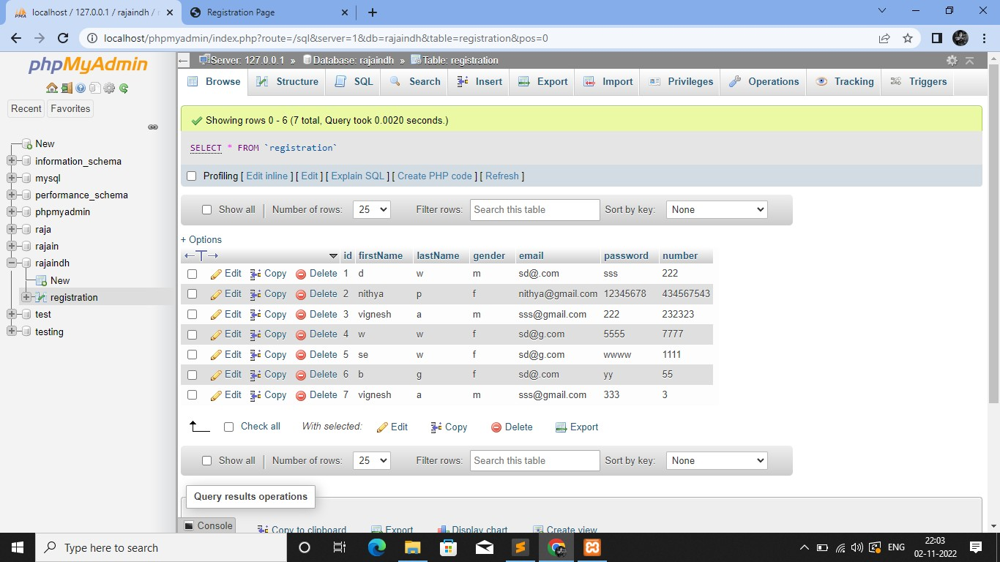 localhost / 127.0.0.1 / rajaindh /
Registration Page
localhost/phpmyadmin/index.php?route=/sql&server=1&db=rajaindh&table=registration&pos=0
phpMyAdmin
Recent Favorites
New
information_schema
mysql
performance_schema
phpmyadmin
raja
rajain
rajaindh
New
registration
test
testing
Server: 127.0.0.1 » Database: rajaindh » Table: registration
Browse Structure SQL Search Insert Export Import Privileges Operations Tracking Triggers
Showing rows 0 - 6 (7 total, Query took 0.0020 seconds.)
SELECT * FROM `registration`
Profiling [ Edit inline ] [ Edit ] [ Explain SQL ] [ Create PHP code ] [ Refresh ]
Show all Number of rows: 25 Filter rows: Search this table Sort by key: None
+ Options
id firstName lastName gender email password number
Edit Copy Delete 1 d w m sd@.com sss 222
Edit Copy Delete 2 nithya p f nithya@gmail.com 12345678 434567543
Edit Copy Delete 3 vignesh a m sss@gmail.com 222 232323
Edit Copy Delete 4 w w f sd@g.com 5555 7777
Edit Copy Delete 5 se w f sd@g.com wwww 1111
Edit Copy Delete 6 b g f sd@.com yy 55
Edit Copy Delete 7 vignesh a m sss@gmail.com 333 3
Check all With selected: Edit Copy Delete Export
Show all Number of rows: 25 Filter rows: Search this table Sort by key: None
Query results operations
Console
Copy to clipboard Export Display chart Create view
Type here to search
ENG
22:03
02-11-2022